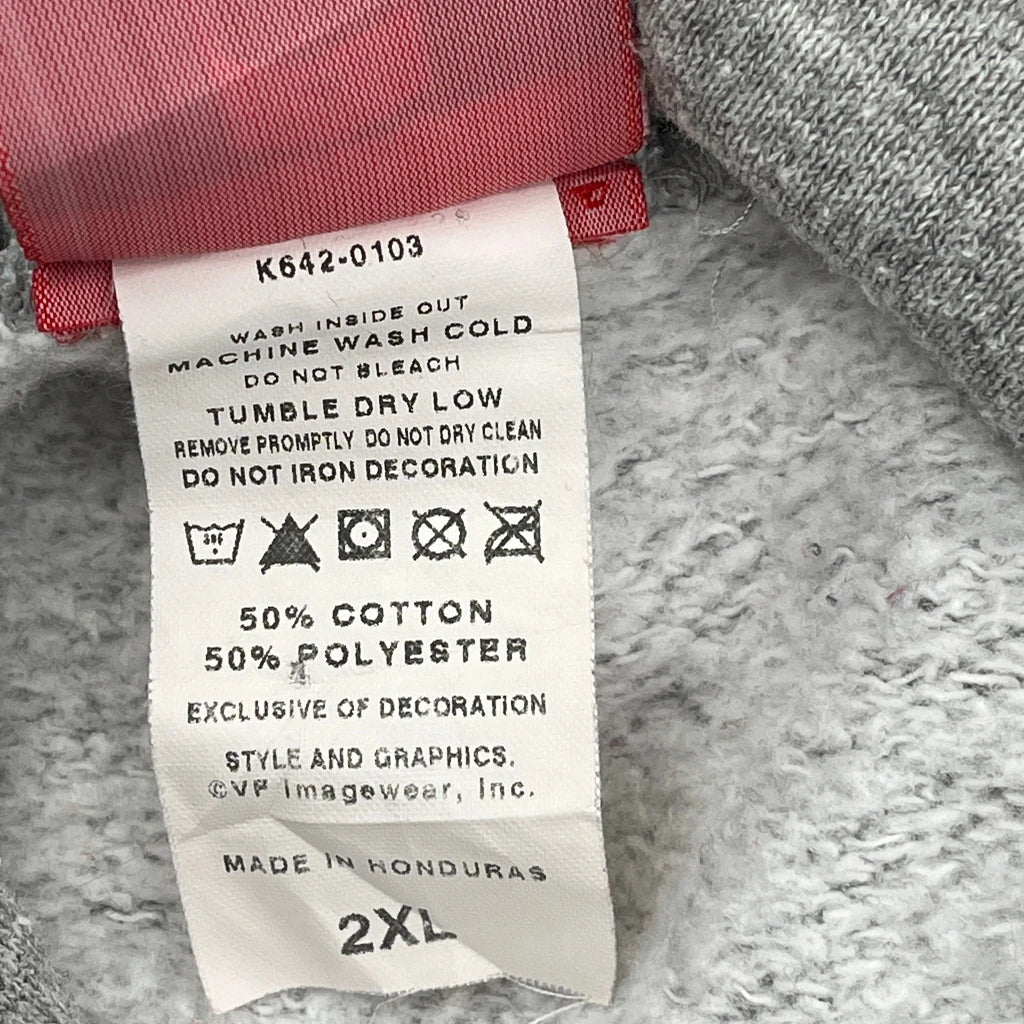 K642-0103
WASH INSIDE OUT
MACHINE WASH COLD
DO NOT BLEACH
TUMBLE DRY LOW
REMOVE PROMPTLY DO NOT DRY CLEAN
DO NOT IRON DECORATION
50% COTTON
50% POLYESTER
EXCLUSIVE OF DECORATION
STYLE AND GRAPHICS.
©VF Imagewear, Inc.
MADE IN HONDURAS
2XL